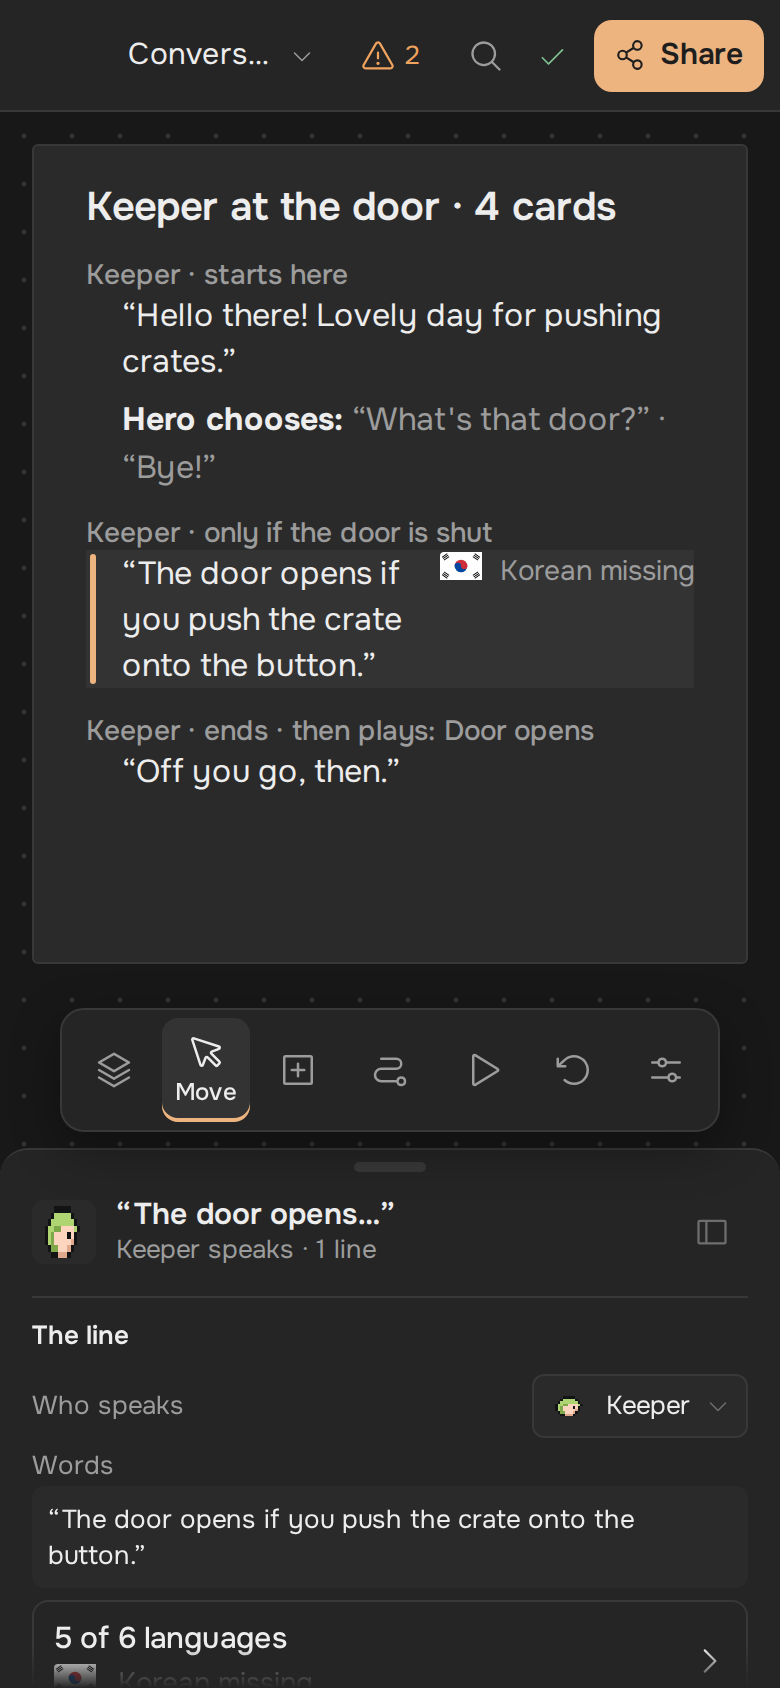 Convers...
2
Share
Keeper at the door · 4 cards
Keeper · starts here
“Hello there! Lovely day for pushing
crates.”
Hero chooses: “What's that door?” ·
“Bye!”
Keeper · only if the door is shut
“The door opens if
you push the crate
onto the button.”
Korean missing
Keeper · ends · then plays: Door opens
“Off you go, then.”
Move
“The door opens...”
Keeper speaks · 1 line
The line
Who speaks
Keeper
Words
“The door opens if you push the crate onto the
button.”
5 of 6 languages
Korean missing